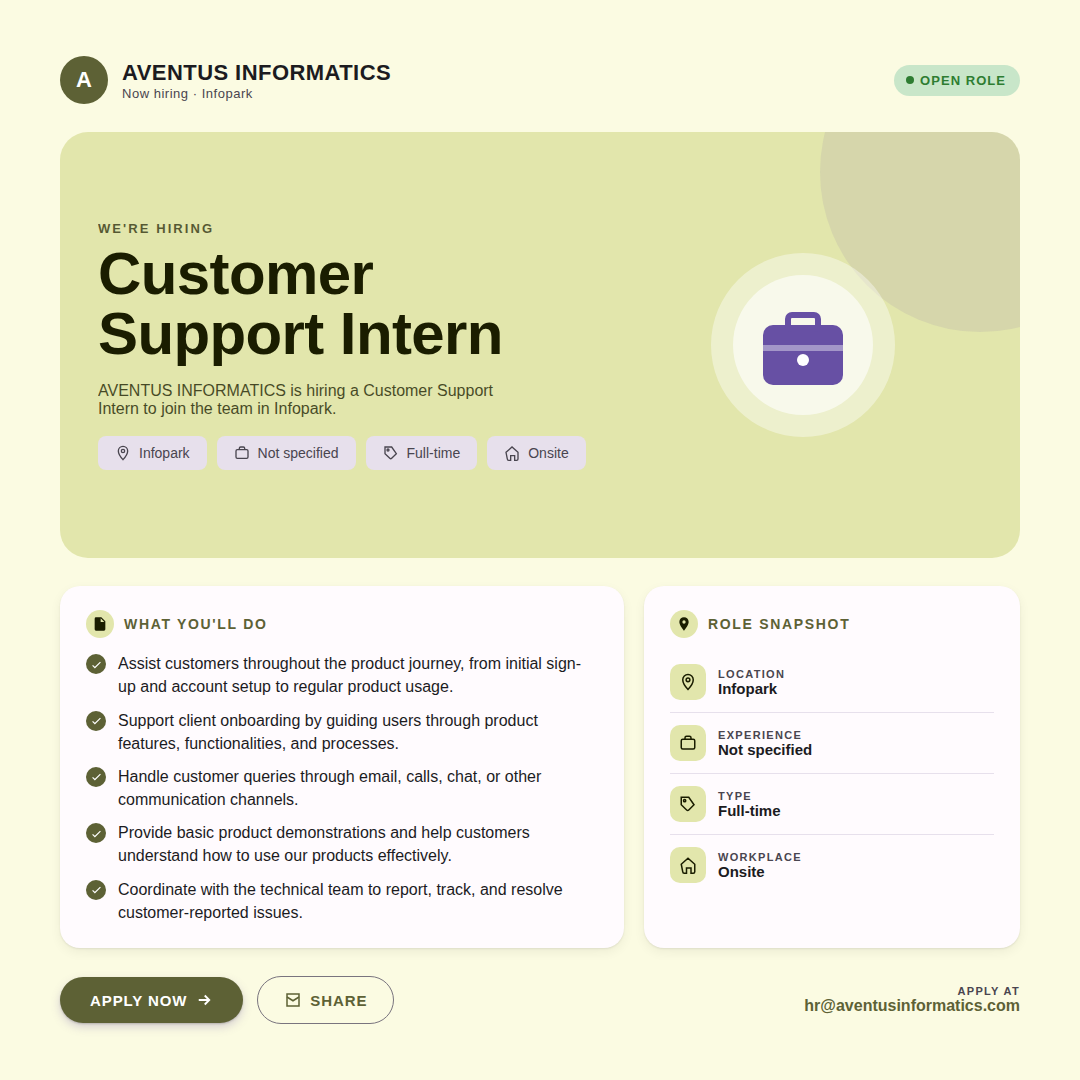 A
AVENTUS INFORMATICS
Now hiring · Infopark
OPEN ROLE
WE'RE HIRING
Customer
Support Intern
AVENTUS INFORMATICS is hiring a Customer Support
Intern to join the team in Infopark.
Infopark
Not specified
Full-time
Onsite
WHAT YOU'LL DO
Assist customers throughout the product journey, from initial sign-
up and account setup to regular product usage.
Support client onboarding by guiding users through product
features, functionalities, and processes.
Handle customer queries through email, calls, chat, or other
communication channels.
Provide basic product demonstrations and help customers
understand how to use our products effectively.
Coordinate with the technical team to report, track, and resolve
customer-reported issues.
ROLE SNAPSHOT
LOCATION
Infopark
EXPERIENCE
Not specified
TYPE
Full-time
WORKPLACE
Onsite
APPLY NOW
SHARE
APPLY AT
hr@aventusinformatics.com